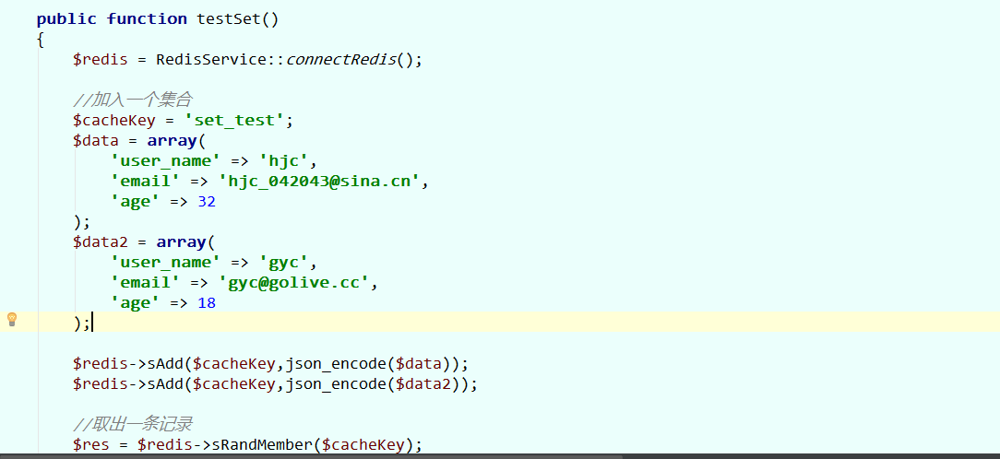 public function testSet()
{
$redis = RedisService::connectRedis();
//加入一个集合
$cacheKey = 'set_test';
$data = array(
'user_name' => 'hjc',
'email' => 'hjc_042043@sina.cn',
'age' => 32
);
$data2 = array(
'user_name' => 'gyc',
'email' => 'gyc@golive.cc',
'age' => 18
);
$redis->sAdd($cacheKey,json_encode($data));
$redis->sAdd($cacheKey,json_encode($data2));
//取出一条记录
$res = $redis->sRandMember($cacheKey);